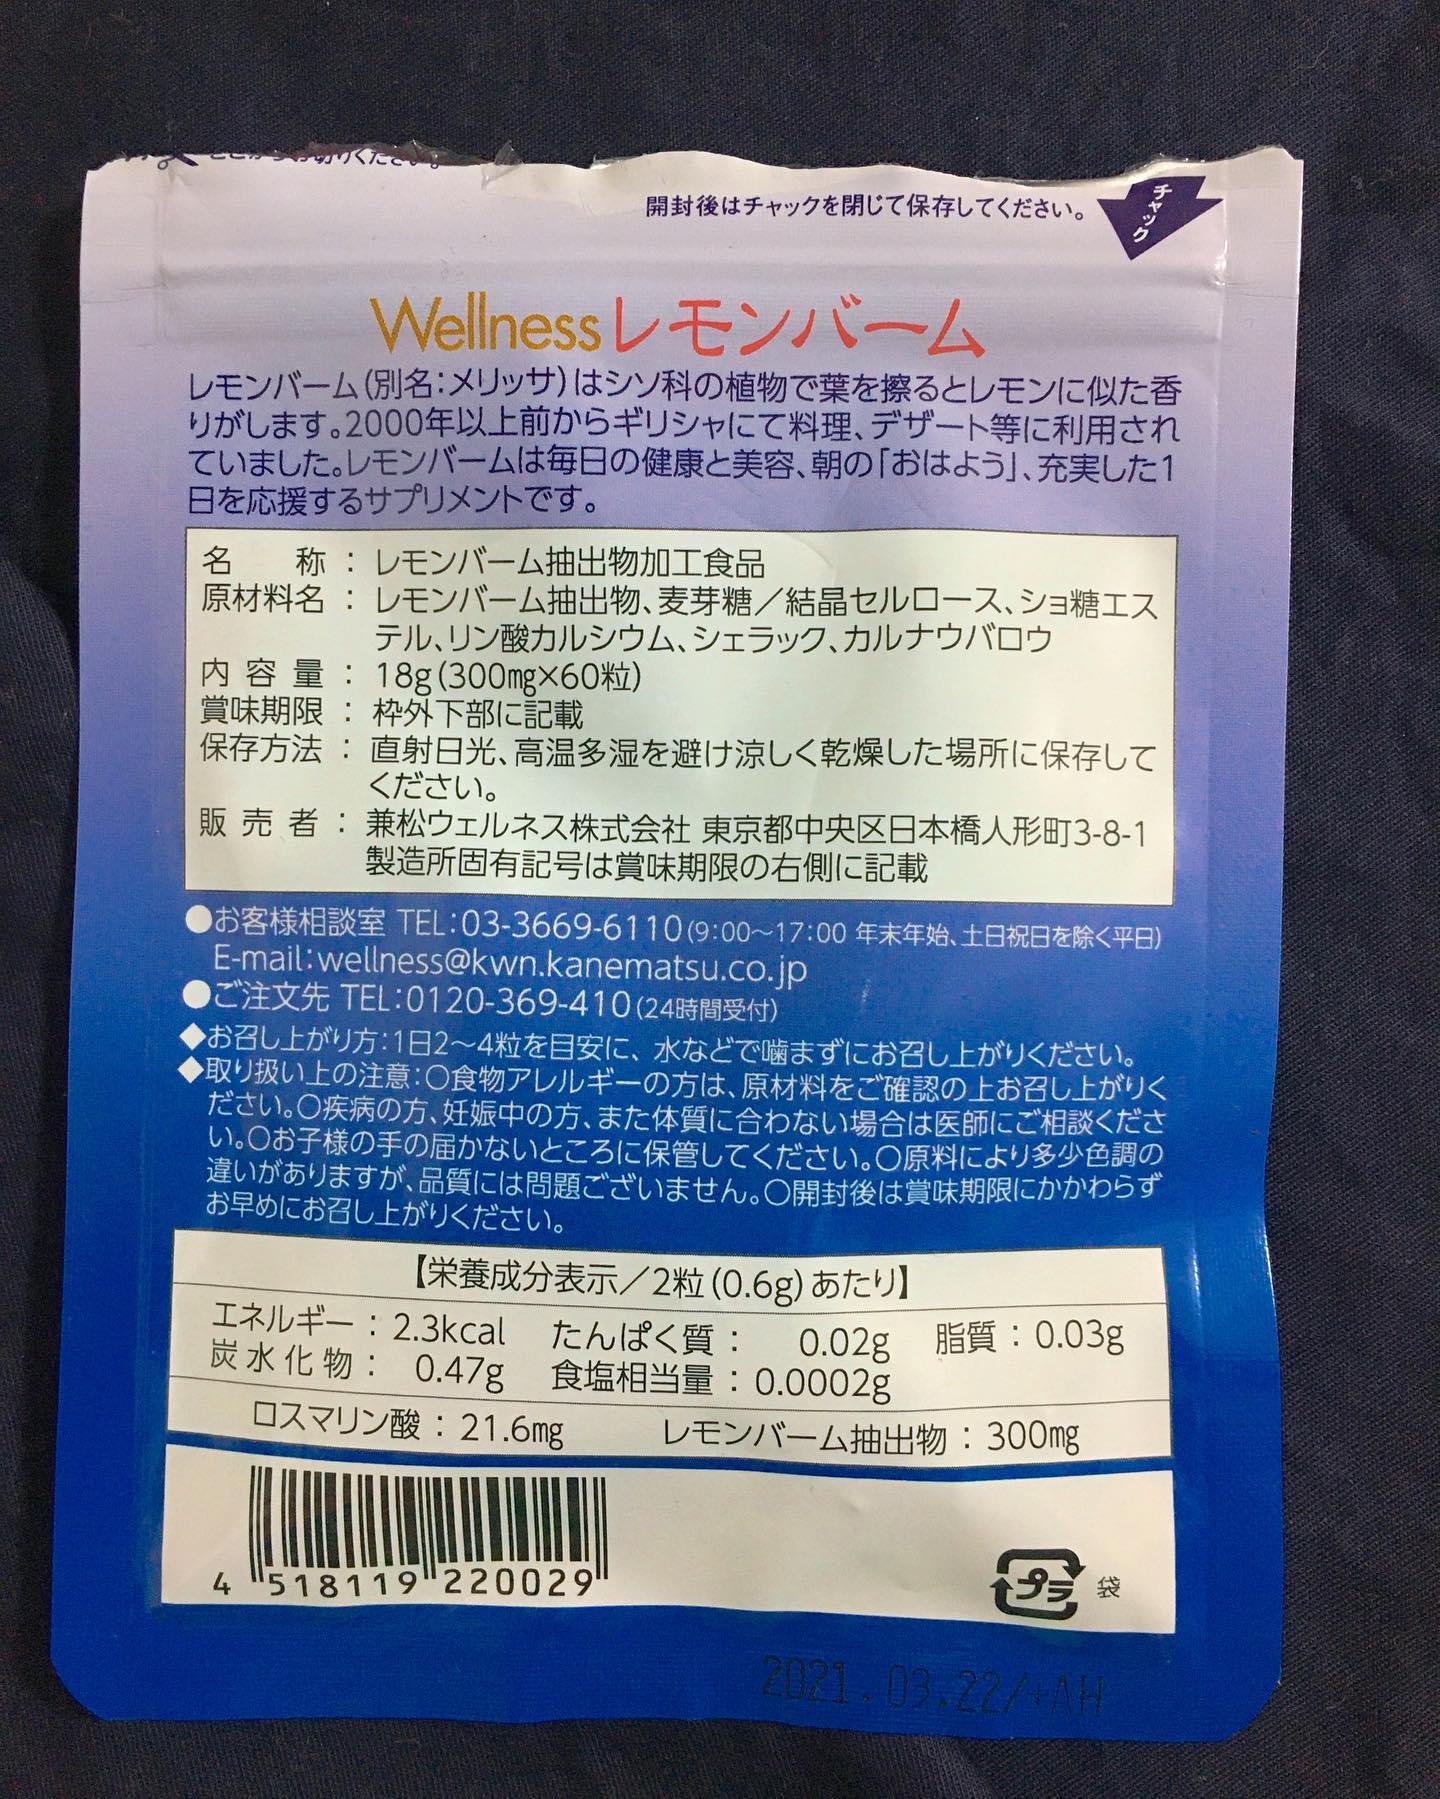 ここからお切りください。
開封後はチャックを閉じて保存してください。
チャック
Wellnessレモンバーム
レモンバーム(別名:メリッサ)はシソ科の植物で葉を擦るとレモンに似た香
りがします。2000年以上前からギリシャにて料理、デザート等に利用され
ていました。レモンバームは毎日の健康と美容、朝の「おはよう」、充実した1
日を応援するサプリメントです。
名　称 : レモンバーム抽出物加工食品
原材料名 : レモンバーム抽出物、麦芽糖／結晶セルロース、ショ糖エス
テル、リン酸カルシウム、シェラック、カルナウバロウ
内容量 : 18g(300mg×60粒)
賞味期限 : 枠外下部に記載
保存方法 : 直射日光、高温多湿を避け涼しく乾燥した場所に保存して
ください。
販売者 : 兼松ウェルネス株式会社 東京都中央区日本橋人形町3-8-1
製造所固有記号は賞味期限の右側に記載
●お客様相談室 TEL:03-3669-6110(9:00〜17:00 年末年始、土日祝日を除く平日)
E-mail:wellness@kwn.kanematsu.co.jp
●ご注文先 TEL:0120-369-410(24時間受付)
◆お召し上がり方:1日2〜4粒を目安に、水などで噛まずにお召し上がりください。
◆取り扱い上の注意:○食物アレルギーの方は、原材料をご確認の上お召し上がりく
ださい。○疾病の方、妊娠中の方、また体質に合わない場合は医師にご相談くださ
い。○お子様の手の届かないところに保管してください。○原料により多少色調の
違いがありますが、品質には問題ございません。○開封後は賞味期限にかかわらず
お早めにお召し上がりください。
【栄養成分表示／2粒(0.6g)あたり】
エネルギー : 2.3kcal たんぱく質 : 0.02g 脂質 : 0.03g
炭水化物 : 0.47g 食塩相当量 : 0.0002g
ロスマリン酸 : 21.6mg レモンバーム抽出物 : 300mg
4 518119 220029
プラ 袋
2021.03.22/+AH